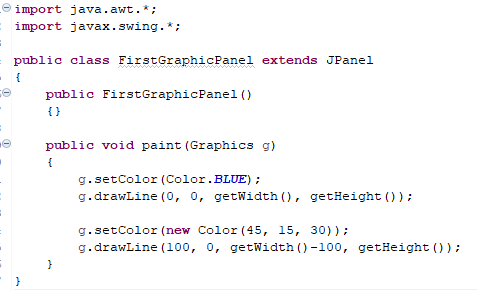 import java.awt.*;
import javax.swing.*;
public class FirstGraphicPanel extends JPanel
{
public FirstGraphicPanel()
{}
public void paint(Graphics g)
{
g.setColor(Color.BLUE);
g.drawLine(0, 0, getWidth(), getHeight());
g.setColor(new Color(45, 15, 30));
g.drawLine(100, 0, getWidth()-100, getHeight());
}
}